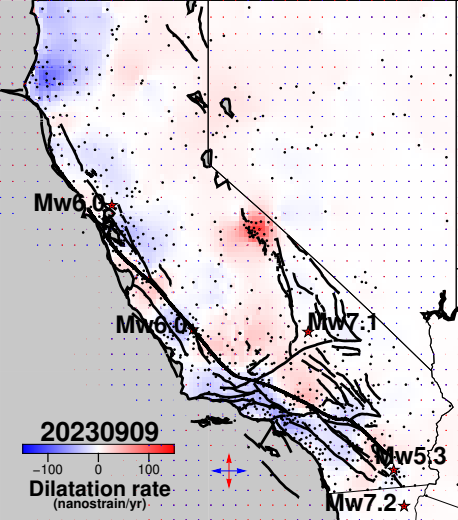 Mw6.0
Mw6.0
Mw7.1
20230909
−100 0 100
Dilatation rate
(nanostrain/yr)
Mw5.3
Mw7.2